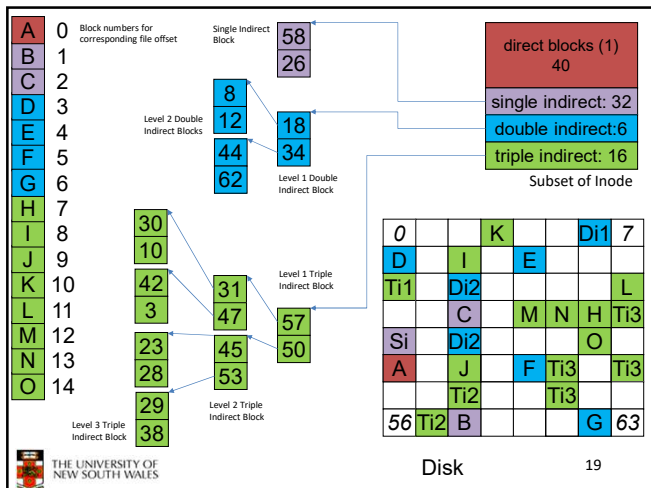 A 0
B 1
C 2
D 3
E 4
F 5
G 6
H 7
I 8
J 9
K 10
L 11
M 12
N 13
O 14
Block numbers for
corresponding file offset
Single Indirect
Block
58
26
direct blocks (1)
40
single indirect: 32
double indirect:6
triple indirect: 16
Subset of Inode
Level 2 Double
Indirect Blocks
8
12
44
62
18
34
Level 1 Double
Indirect Block
30
10
42
3
23
28
29
38
Level 3 Triple
Indirect Block
31
47
45
53
Level 2 Triple
Indirect Block
Level 1 Triple
Indirect Block
57
50
0 K Di1 7
D I E
Ti1 Di2 L
C M N H Ti3
Si Di2 O
A J F Ti3 Ti3
Ti2 Ti3
56 Ti2 B G 63
Disk
THE UNIVERSITY OF
NEW SOUTH WALES
19